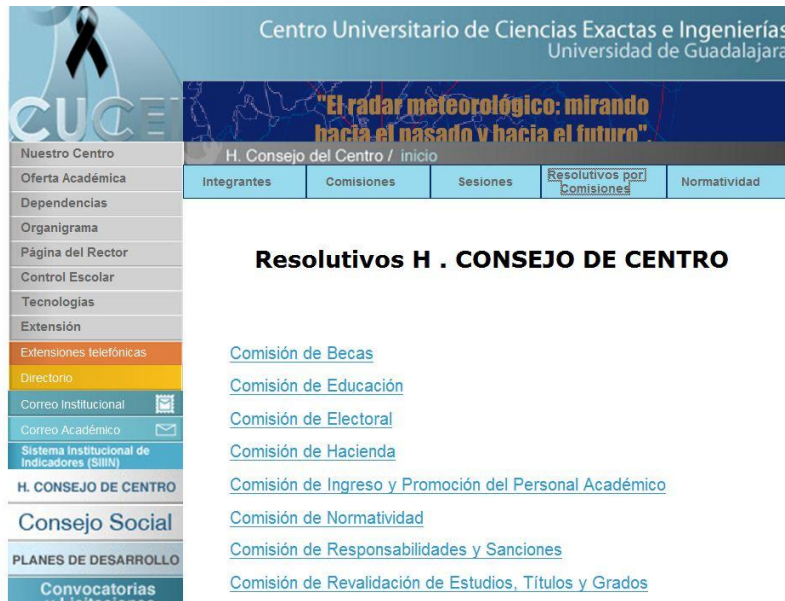 Centro Universitario de Ciencias Exactas e Ingenierías
Universidad de Guadalajara
CUCEI
"El radar meteorológico: mirando
hacia el pasado y hacia el futuro".
H. Consejo del Centro / inicio
Integrantes
Comisiones
Sesiones
Resolutivos por
Comisiones
Normatividad
Nuestro Centro
Oferta Académica
Dependencias
Organigrama
Página del Rector
Control Escolar
Tecnologías
Extensión
Extensiones telefónicas
Directorio
Correo Institucional
Correo Académico
Sistema Institucional de
Indicadores (SIIIN)
H. CONSEJO DE CENTRO
Consejo Social
PLANES DE DESARROLLO
Convocatorias
y Licitaciones
Resolutivos H . CONSEJO DE CENTRO
Comisión de Becas
Comisión de Educación
Comisión de Electoral
Comisión de Hacienda
Comisión de Ingreso y Promoción del Personal Académico
Comisión de Normatividad
Comisión de Responsabilidades y Sanciones
Comisión de Revalidación de Estudios, Títulos y Grados